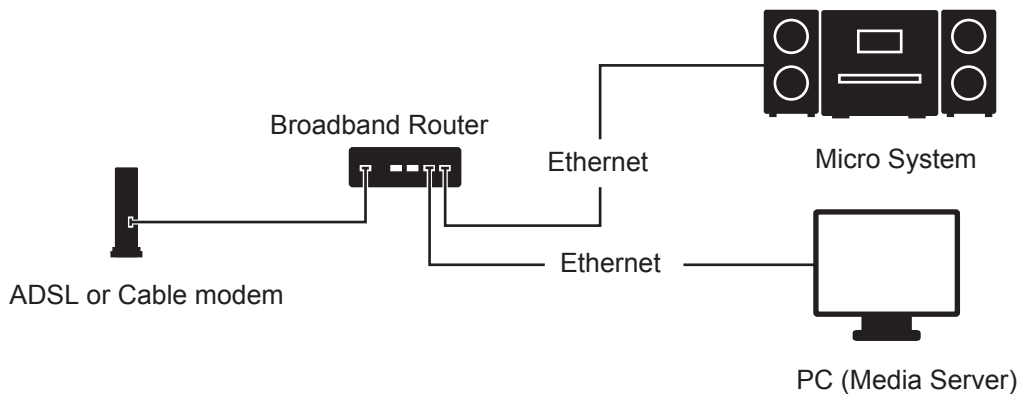 Broadband Router
Ethernet
Micro System
Ethernet
ADSL or Cable modem
PC (Media Server)